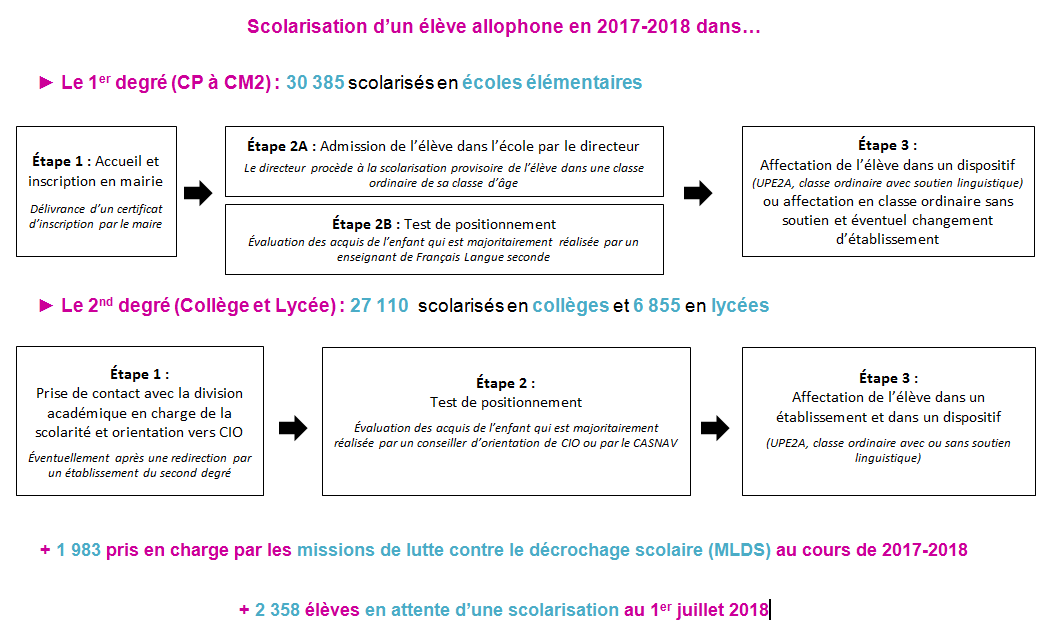 Scolarisation d'un élève allophone en 2017-2018 dans…
► Le 1er degré (CP à CM2) : 30 385 scolarisés en écoles élémentaires
Étape 1 : Accueil et
inscription en mairie
Délivrance d'un certificat
d'inscription par le maire
Étape 2A : Admission de l'élève dans l'école par le directeur
Le directeur procède à la scolarisation provisoire de l'élève dans une classe
ordinaire de sa classe d'âge
Étape 2B : Test de positionnement
Évaluation des acquis de l'enfant qui est majoritairement réalisée par un
enseignant de Français Langue seconde
Étape 3 :
Affectation de l'élève dans un dispositif
(UPE2A, classe ordinaire avec soutien linguistique)
ou affectation en classe ordinaire sans
soutien et éventuel changement
d'établissement
► Le 2nd degré (Collège et Lycée) : 27 110 scolarisés en collèges et 6 855 en lycées
Étape 1 :
Prise de contact avec la division
académique en charge de la
scolarité et orientation vers CIO
Éventuellement après une redirection par
un établissement du second degré
Étape 2 :
Test de positionnement
Évaluation des acquis de l'enfant qui est majoritairement
réalisée par un conseiller d'orientation de CIO ou par le CASNAV
Étape 3 :
Affectation de l'élève dans un
établissement et dans un dispositif
(UPE2A, classe ordinaire avec ou sans soutien
linguistique)
+ 1 983 pris en charge par les missions de lutte contre le décrochage scolaire (MLDS) au cours de 2017-2018
+ 2 358 élèves en attente d'une scolarisation au 1er juillet 2018